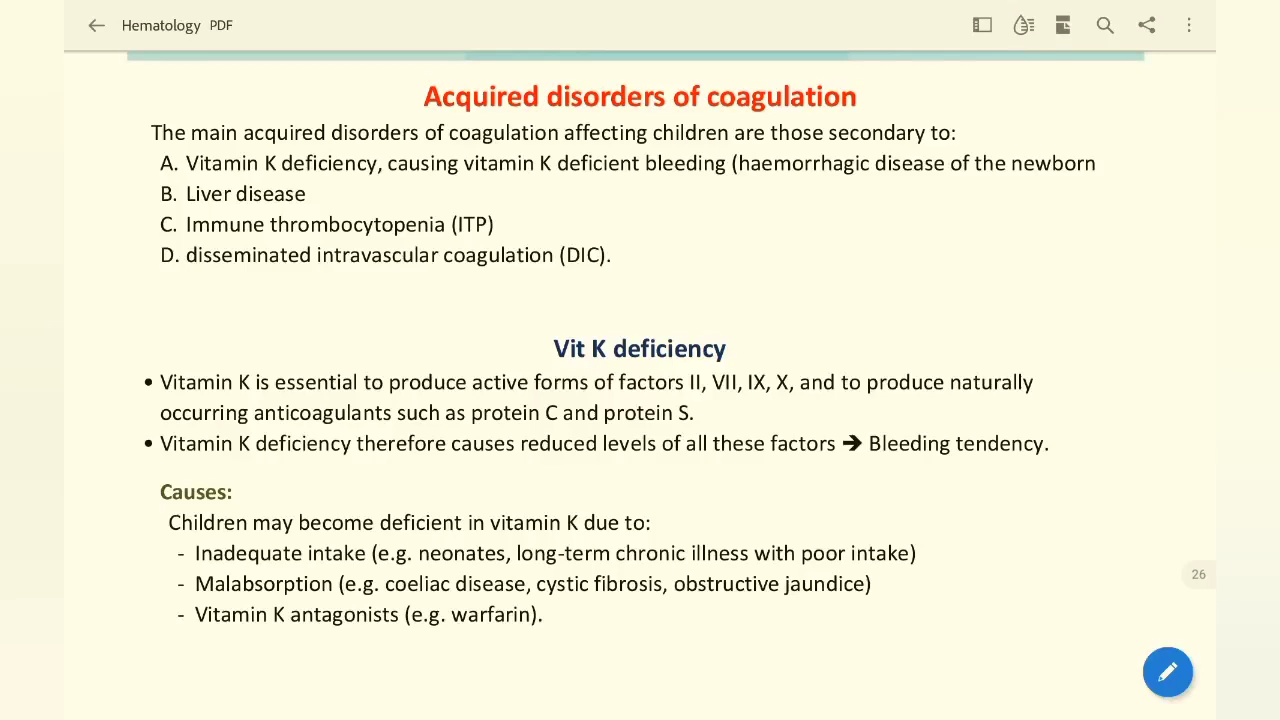 Hematology PDF
Acquired disorders of coagulation
The main acquired disorders of coagulation affecting children are those secondary to:
A. Vitamin K deficiency, causing vitamin K deficient bleeding (haemorrhagic disease of the newborn
B. Liver disease
C. Immune thrombocytopenia (ITP)
D. disseminated intravascular coagulation (DIC).
Vit K deficiency
• Vitamin K is essential to produce active forms of factors II, VII, IX, X, and to produce naturally
occurring anticoagulants such as protein C and protein S.
• Vitamin K deficiency therefore causes reduced levels of all these factors ➔ Bleeding tendency.
Causes:
Children may become deficient in vitamin K due to:
- Inadequate intake (e.g. neonates, long-term chronic illness with poor intake)
- Malabsorption (e.g. coeliac disease, cystic fibrosis, obstructive jaundice)
- Vitamin K antagonists (e.g. warfarin).
26